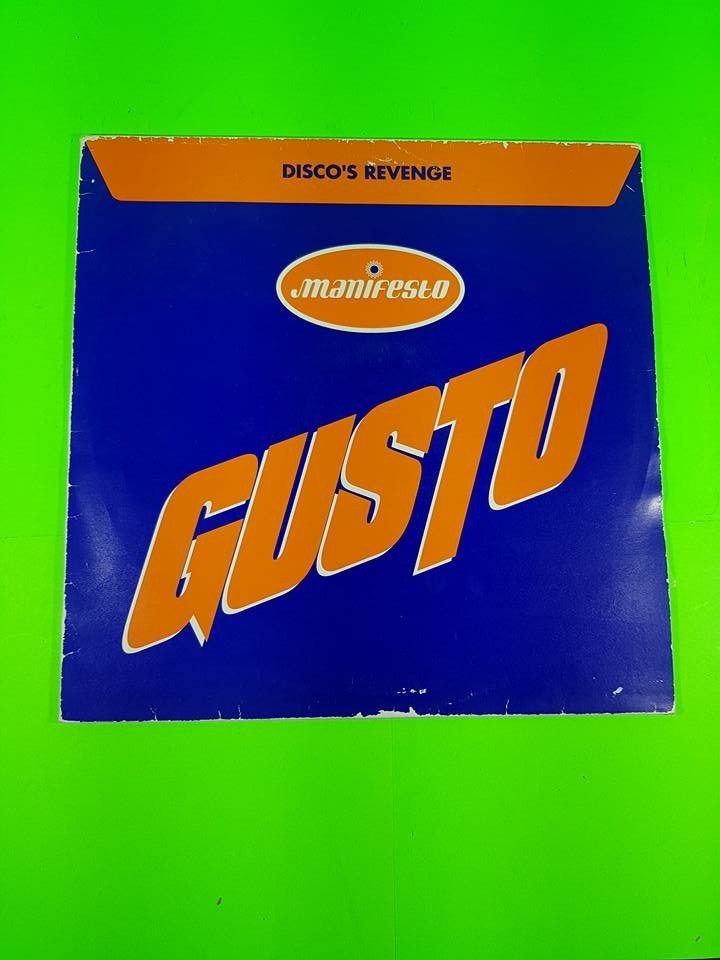 DISCO'S REVENGE
manifesto
GUSTO